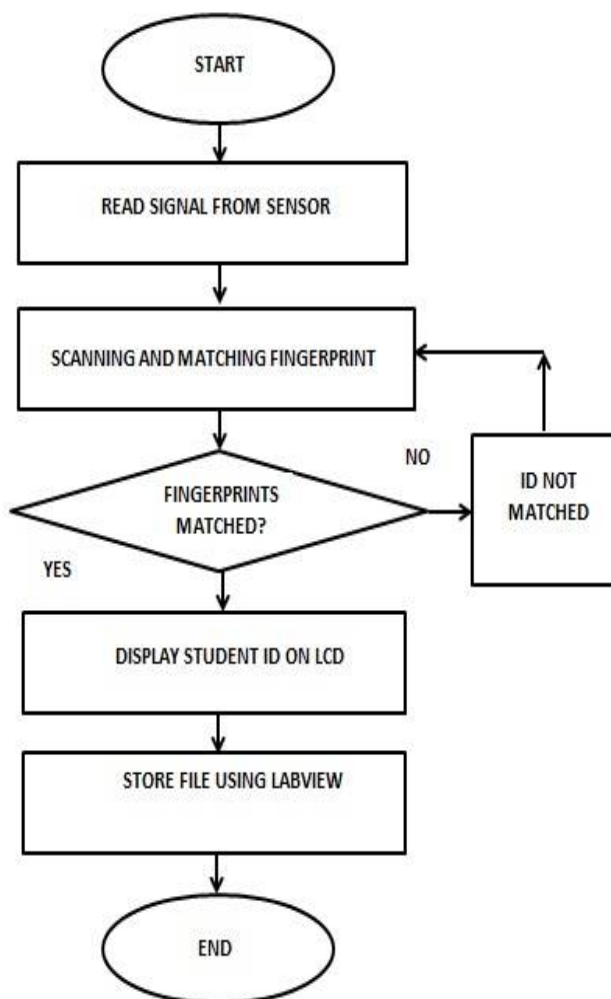 START
READ SIGNAL FROM SENSOR
SCANNING AND MATCHING FINGERPRINT
FINGERPRINTS
MATCHED?
NO
ID NOT
MATCHED
YES
DISPLAY STUDENT ID ON LCD
STORE FILE USING LABVIEW
END